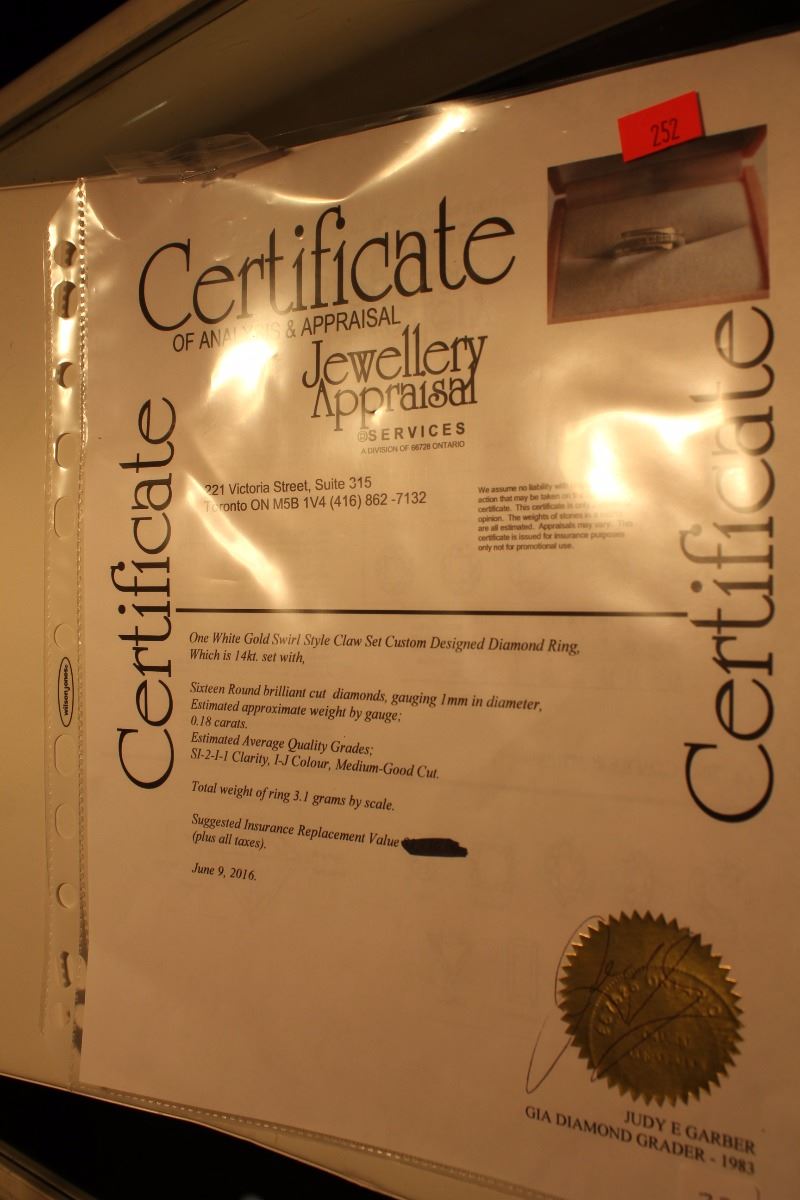 252
Certificate
OF ANALYSIS & APPRAISAL
Jewellery
Appraisal
SERVICES
A DIVISION OF 66728 ONTARIO
221 Victoria Street, Suite 315
Toronto ON M5B 1V4 (416) 862 -7132
We assume no liability with
action that may be taken on
certificate. This certificate is only
opinion. The weights of stones in a
are all estimated. Appraisals may vary. This
certificate is issued for insurance purposes
only not for promotional use.
Certificate
Certificate
wilson jones
One White Gold Swirl Style Claw Set Custom Designed Diamond Ring,
Which is 14kt. set with,
Sixteen Round brilliant cut diamonds, gauging 1mm in diameter,
Estimated approximate weight by gauge;
0.18 carats.
Estimated Average Quality Grades;
SI-2-I-1 Clarity, I-J Colour, Medium-Good Cut.
Total weight of ring 3.1 grams by scale.
Suggested Insurance Replacement Value
(plus all taxes).
June 9, 2016.
JUDY E GARBER
GIA DIAMOND GRADER - 1983